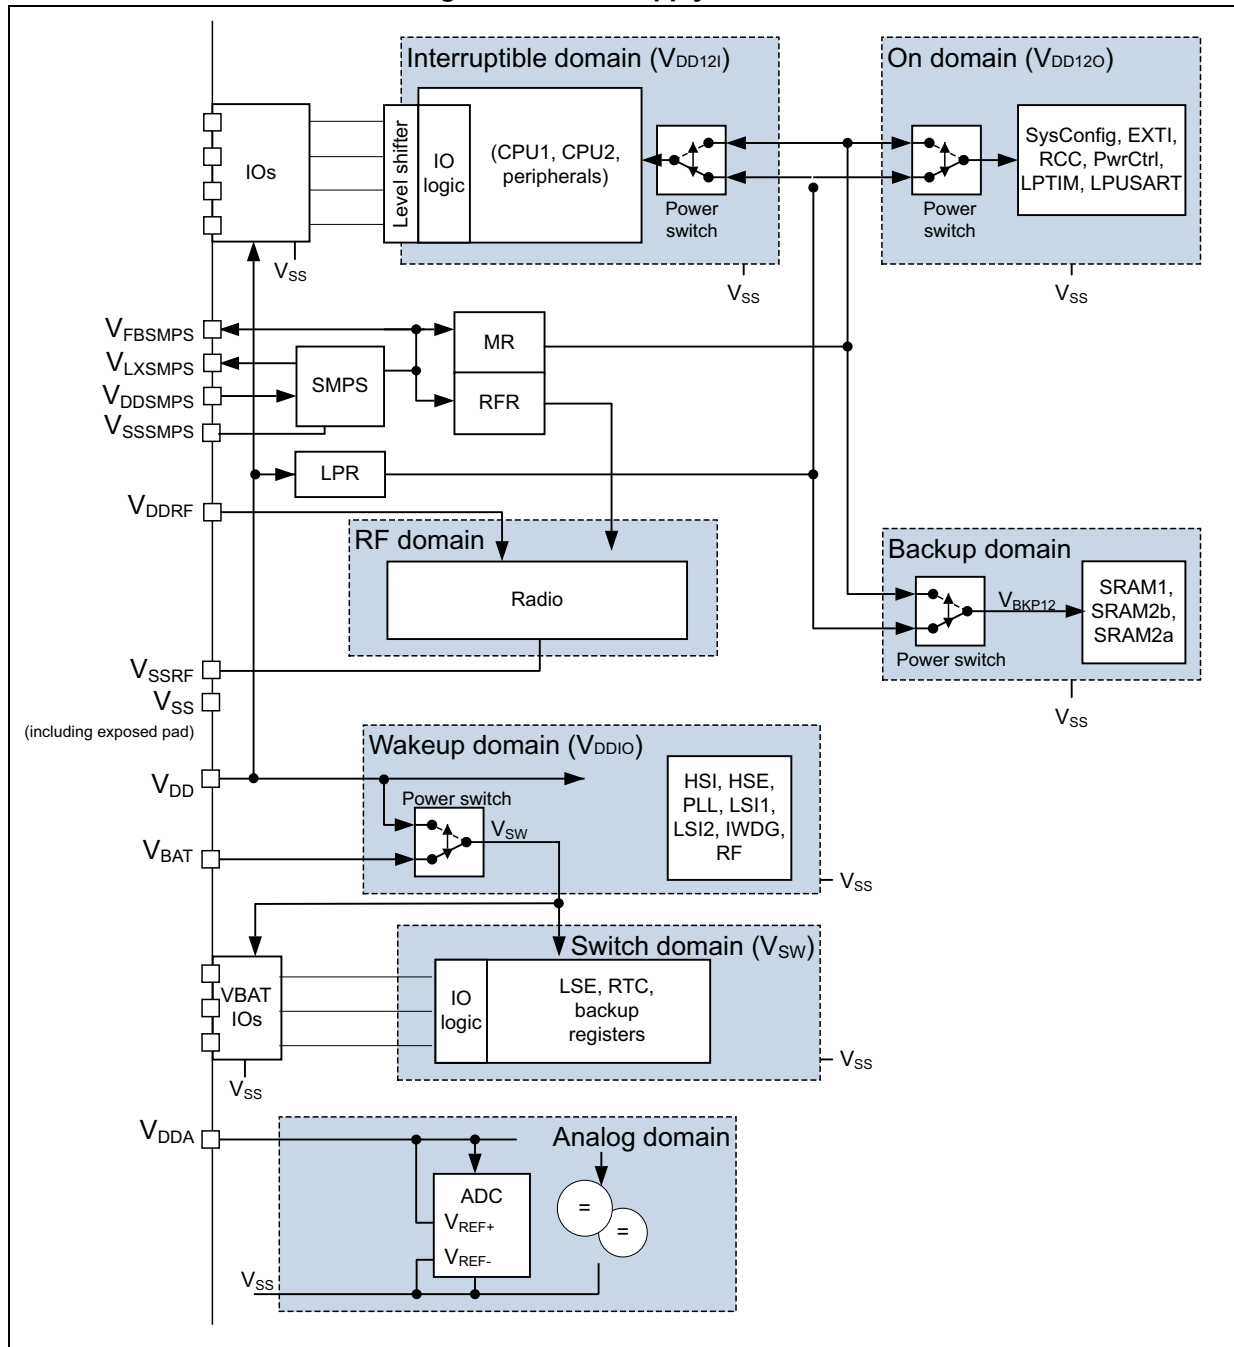 Interruptible domain (VDD12I)
On domain (VDD12O)
IOs
Level shifter
IO
logic
(CPU1, CPU2,
peripherals)
Power
switch
Power
switch
SysConfig, EXTI,
RCC, PwrCtrl,
LPTIM, LPUSART
VSS
VSS
VSS
VFBSMPS
VLXSMPS
VDDSMPS
VSSSMPS
SMPS
MR
RFR
LPR
VDDRF
RF domain
Radio
Backup domain
VBKP12
SRAM1,
SRAM2b,
SRAM2a
Power switch
VSS
VSSRF
VSS
(including exposed pad)
Wakeup domain (VDDIO)
VDD
Power switch
VSW
HSI, HSE,
PLL, LSI1,
LSI2, IWDG,
RF
VBAT
VSS
Switch domain (VSW)
VBAT
IOs
IO
logic
LSE, RTC,
backup
registers
VSS
VSS
VDDA
Analog domain
ADC
VREF+
VREF-
=
=
VSS